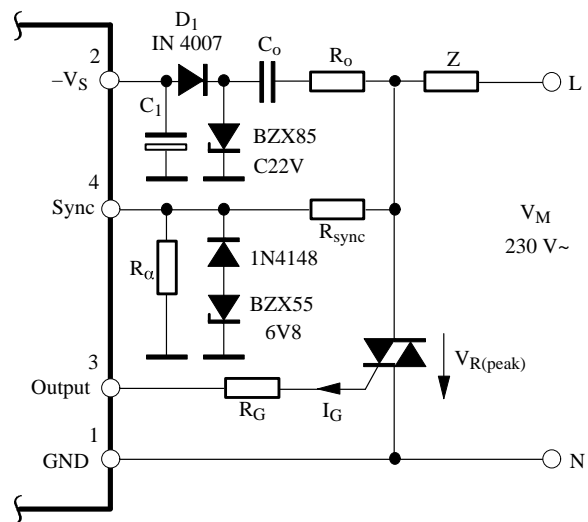 D1
IN 4007
2
–VS
C1
Co
Ro
Z
L
BZX85
C22V
4
Sync
Rsync
VM
230 V~
Rα
1N4148
BZX55
6V8
3
Output
RG
IG
VR(peak)
1
GND
N